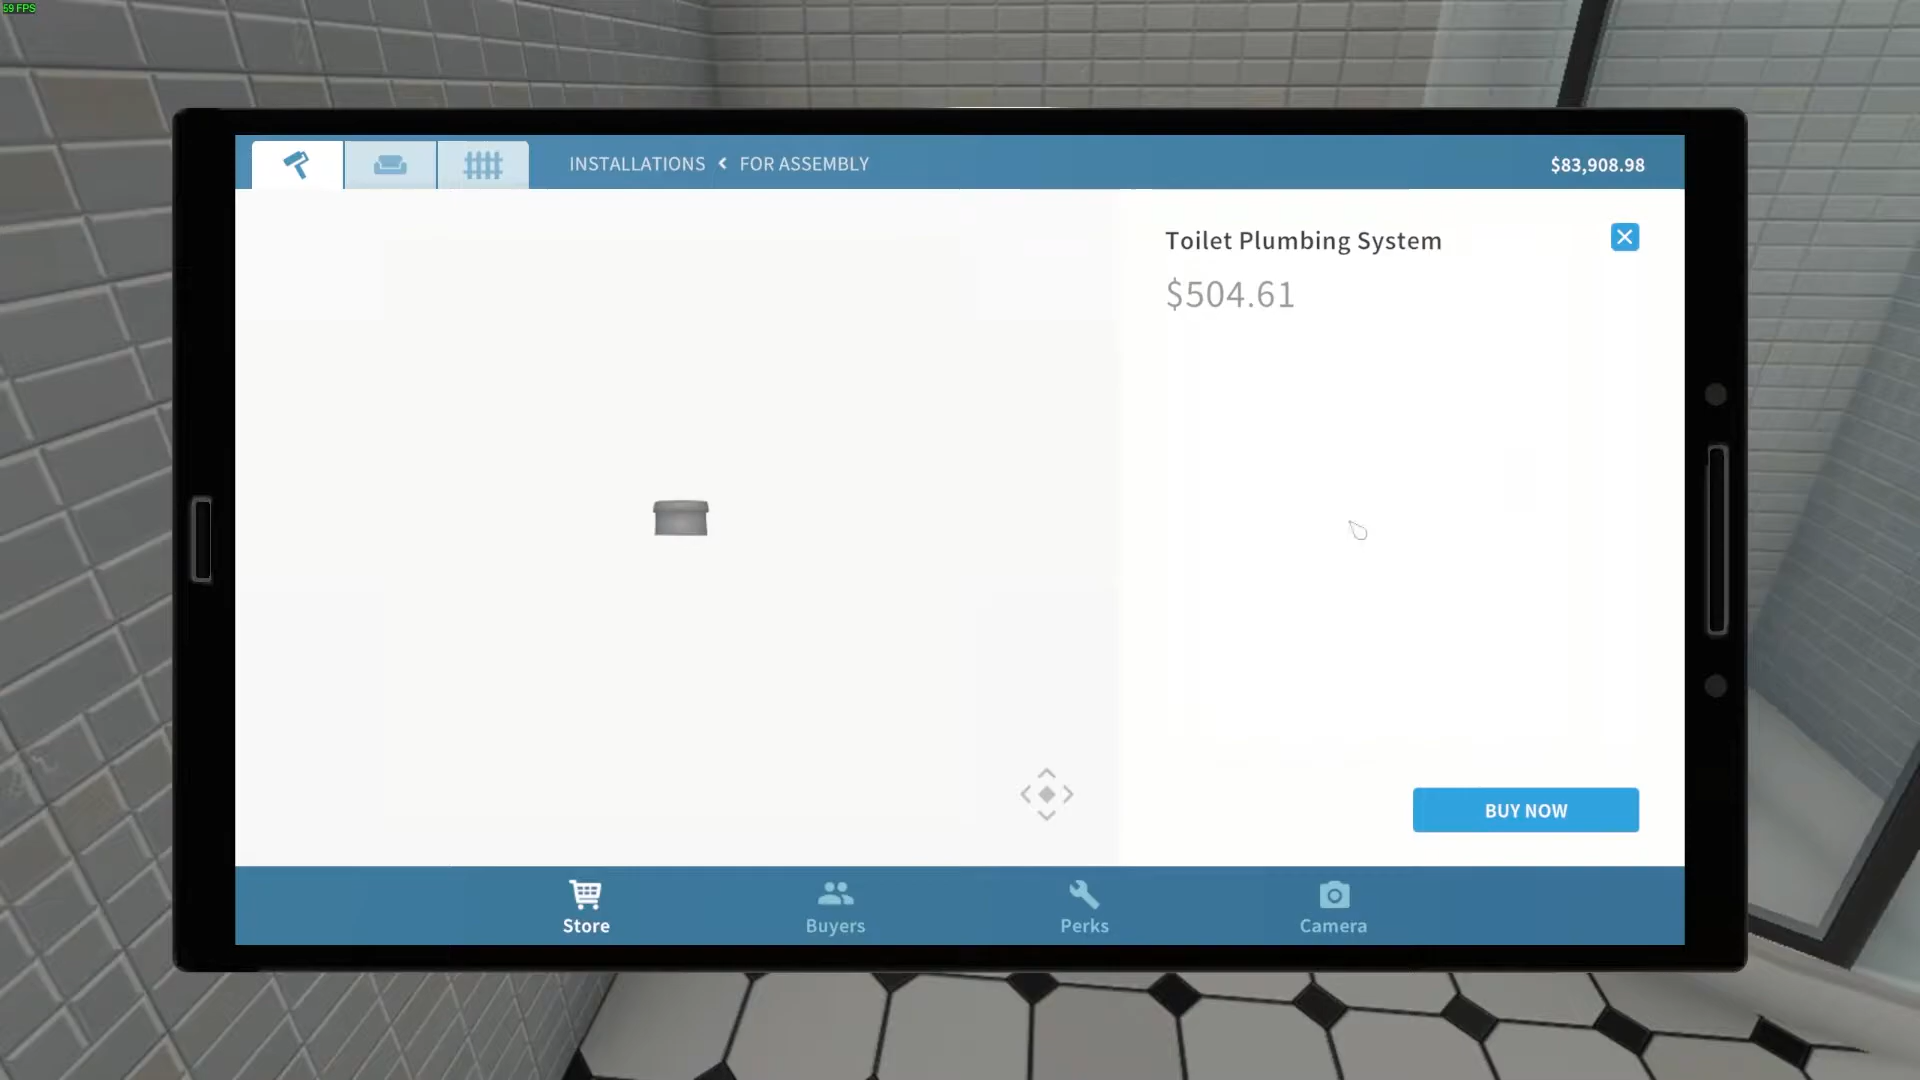 59 FPS
INSTALLATIONS < FOR ASSEMBLY
$83,908.98
Toilet Plumbing System
$504.61
BUY NOW
Store
Buyers
Perks
Camera